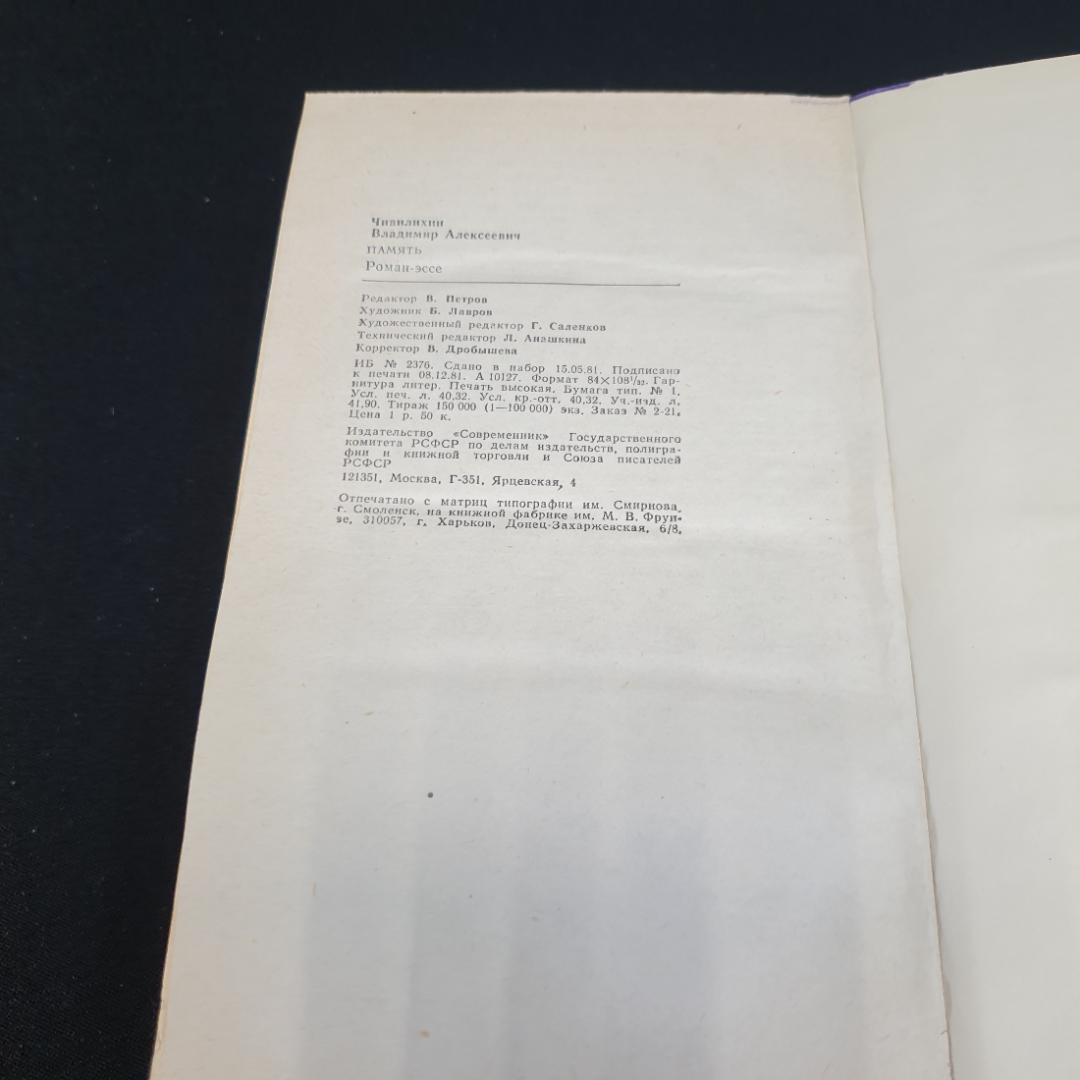 Чивилихин
Владимир Алексеевич
ПАМЯТЬ
Роман-эссе
Редактор В. Петров
Художник Б. Лавров
Художественный редактор Г. Саленков
Технический редактор Л. Анашкина
Корректор В. Дробышева
ИБ № 2376. Сдано в набор 15.05.81. Подписано
к печати 08.12.81. А 10127. Формат 84×108¹/₃₂. Гар-
нитура литер. Печать высокая. Бумага тип. № 1.
Усл. печ. л. 40,32. Усл. кр.-отт. 40,32. Уч.-изд. л.
41,90. Тираж 150 000 (1—100 000) экз. Заказ № 2-21.
Цена 1 р. 50 к.
Издательство «Современник» Государственного
комитета РСФСР по делам издательств, полигра-
фии и книжной торговли и Союза писателей
РСФСР
121351, Москва, Г-351, Ярцевская, 4
Отпечатано с матриц типографии им. Смирнова,
г. Смоленск, на книжной фабрике им. М. В. Фрун-
зе, 310057, г. Харьков, Донец-Захаржевская, 6/8.